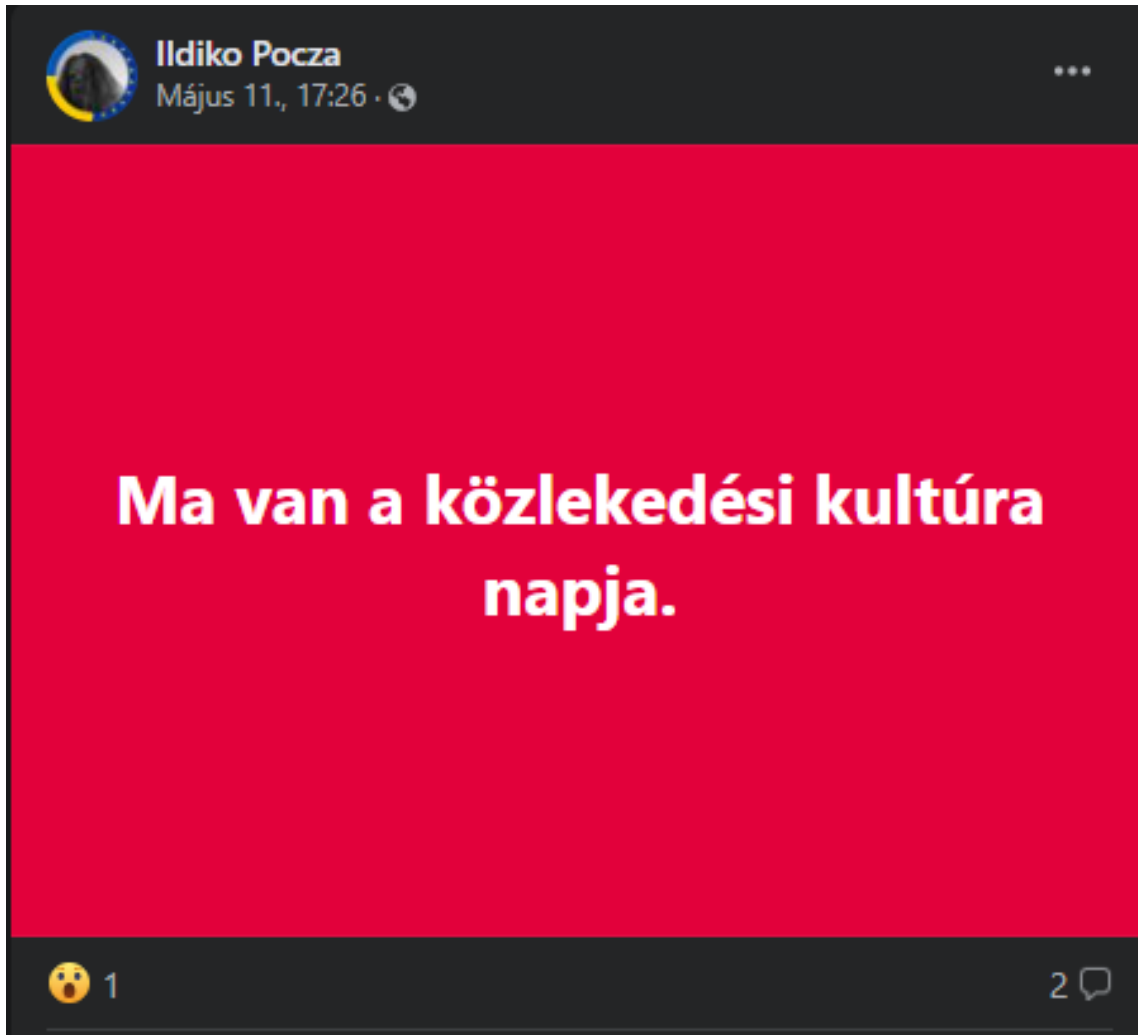 Ildiko Pocza
Május 11., 17:26 ·
Ma van a közlekedési kultúra
napja.
1
2